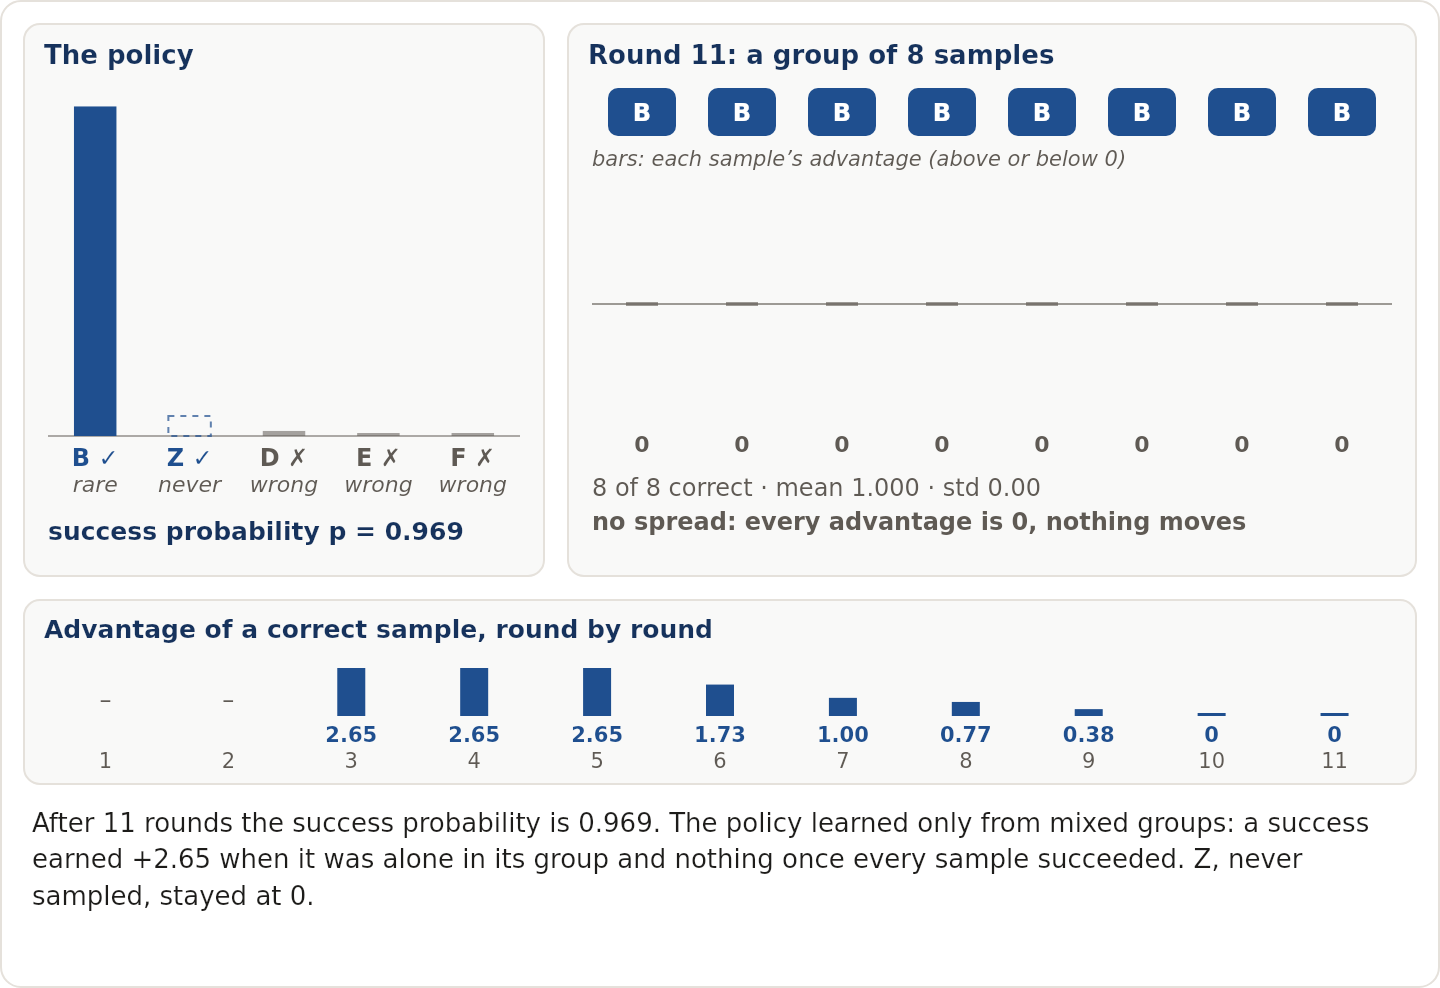 The policy
B ✓ Z ✓ D ✗ E ✗ F ✗
rare never wrong wrong wrong
success probability p = 0.969
Round 11: a group of 8 samples
B B B B B B B B
bars: each sample’s advantage (above or below 0)
0 0 0 0 0 0 0 0
8 of 8 correct · mean 1.000 · std 0.00
no spread: every advantage is 0, nothing moves
Advantage of a correct sample, round by round
– – 2.65 2.65 2.65 1.73 1.00 0.77 0.38 0 0
1 2 3 4 5 6 7 8 9 10 11
After 11 rounds the success probability is 0.969. The policy learned only from mixed groups: a success
earned +2.65 when it was alone in its group and nothing once every sample succeeded. Z, never
sampled, stayed at 0.